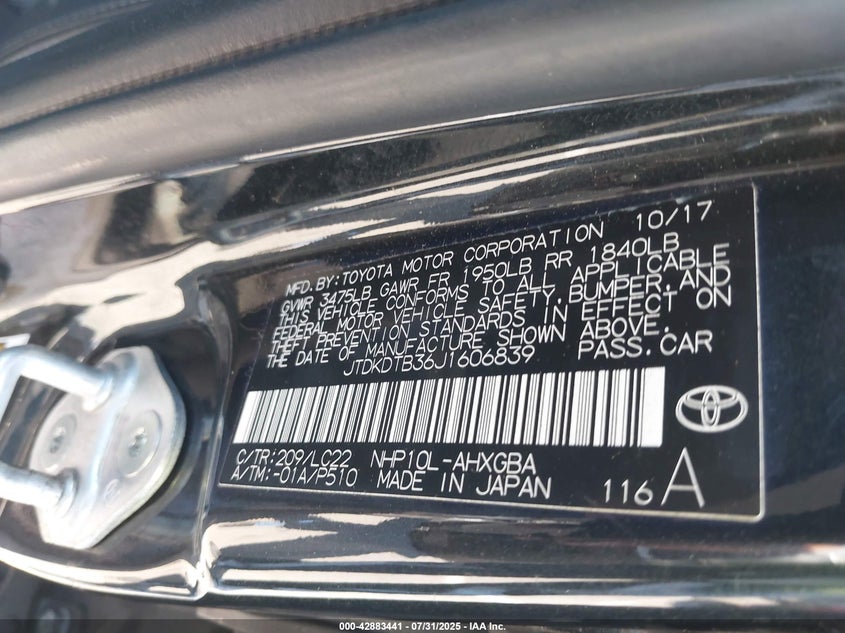 MFD. BY: TOYOTA MOTOR CORPORATION 10/17
GVWR 3475LB GAWR FR 1950LB RR 1840LB
THIS VEHICLE CONFORMS TO ALL APPLICABLE
FEDERAL MOTOR VEHICLE SAFETY, BUMPER, AND
THEFT PREVENTION STANDARDS IN EFFECT ON
THE DATE OF MANUFACTURE SHOWN ABOVE.
JTDKDTB36J1606839 PASS. CAR
C/TR: 209/LC22 NHP10L-AHXGBA
A/TM: -01A/P510 MADE IN JAPAN 116 A
000-42883441 - 07/31/2025 - IAA Inc.